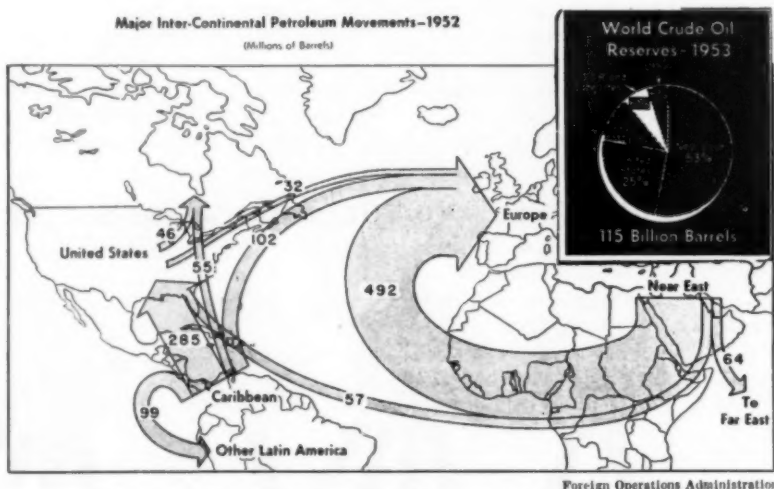 Major Inter-Continental Petroleum Movements—1952
(Millions of Barrels)
World Crude Oil
Reserves - 1953
53%
25%
115 Billion Barrels
32
46
United States
102
55
Europe
492
Near East
285
64
Caribbean
57
To
Far East
99
Other Latin America
Foreign Operations Administration